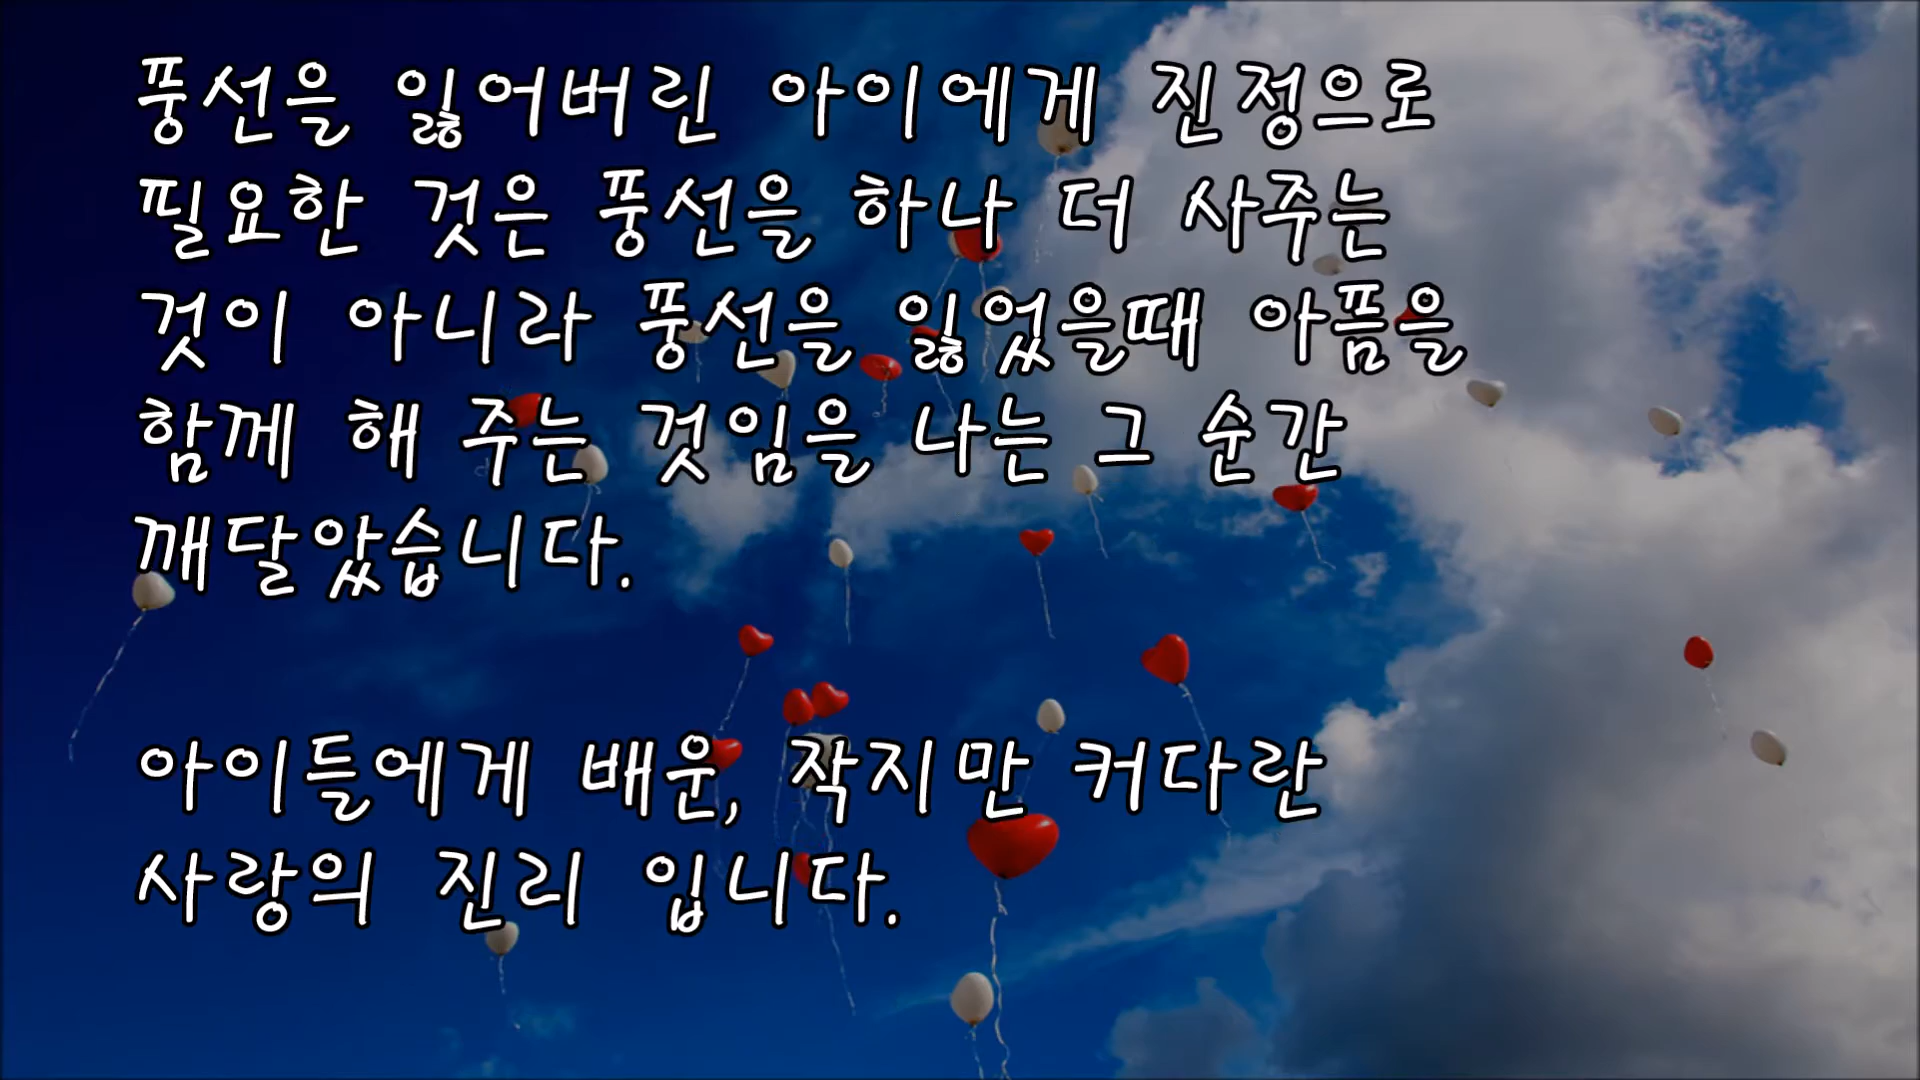 풍선을 잃어버린 아이에게 진정으로
필요한 것은 풍선을 하나 더 사주는
것이 아니라 풍선을 잃었을때 아픔을
함께 해 주는 것임을 나는 그 순간
깨달았습니다.
아이들에게 배운, 작지만 커다란
사랑의 진리 입니다.